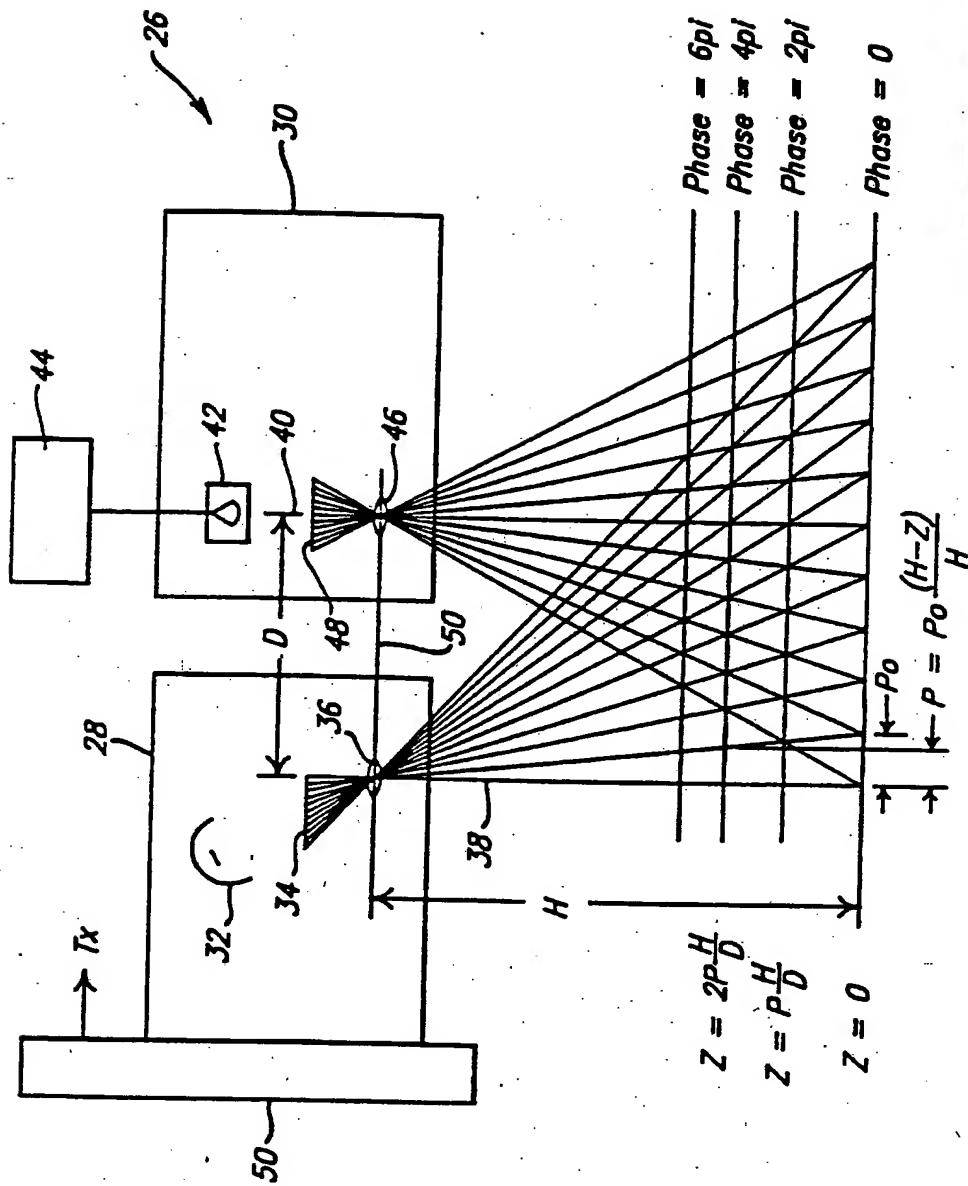 26
44
30
42
40
46
48
D
50
28
36
32
34
38
Tx
50
H
Phase = 6pi
Phase = 4pi
Phase = 2pi
Phase = 0
Po
P = Po (H-Z)/H
Z = 2P H/D
Z = P H/D
Z = 0